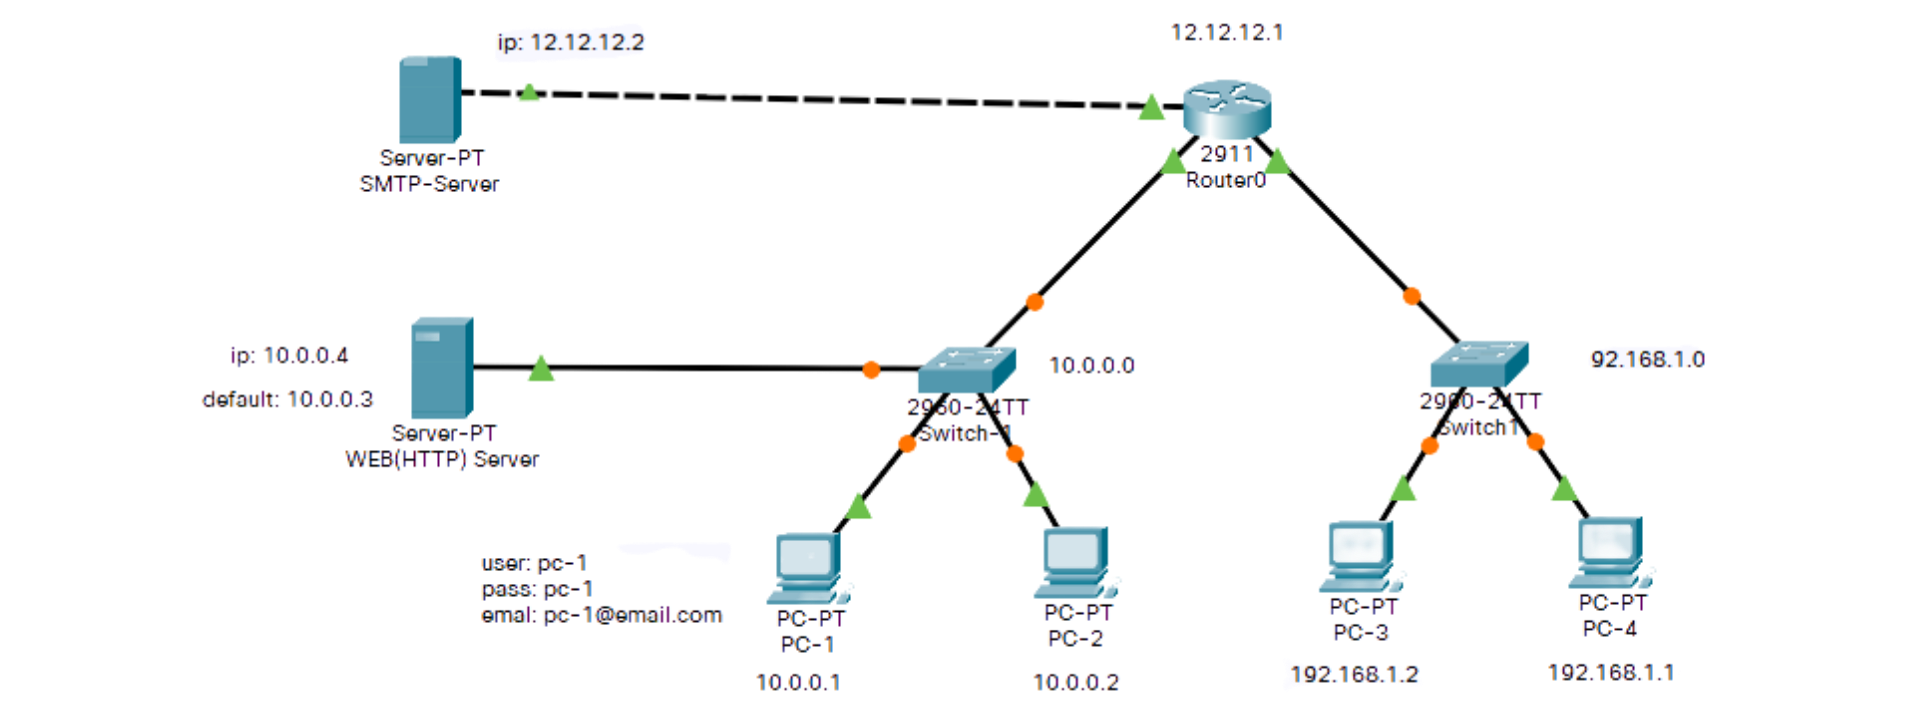 ip: 12.12.12.2
12.12.12.1
Server-PT
SMTP-Server
2911
Router0
ip: 10.0.0.4
default: 10.0.0.3
Server-PT
WEB(HTTP) Server
10.0.0.0
2960-24TT
Switch-1
92.168.1.0
2960-24TT
Switch1
user: pc-1
pass: pc-1
emal: pc-1@email.com
PC-PT
PC-1
10.0.0.1
PC-PT
PC-2
10.0.0.2
PC-PT
PC-3
192.168.1.2
PC-PT
PC-4
192.168.1.1